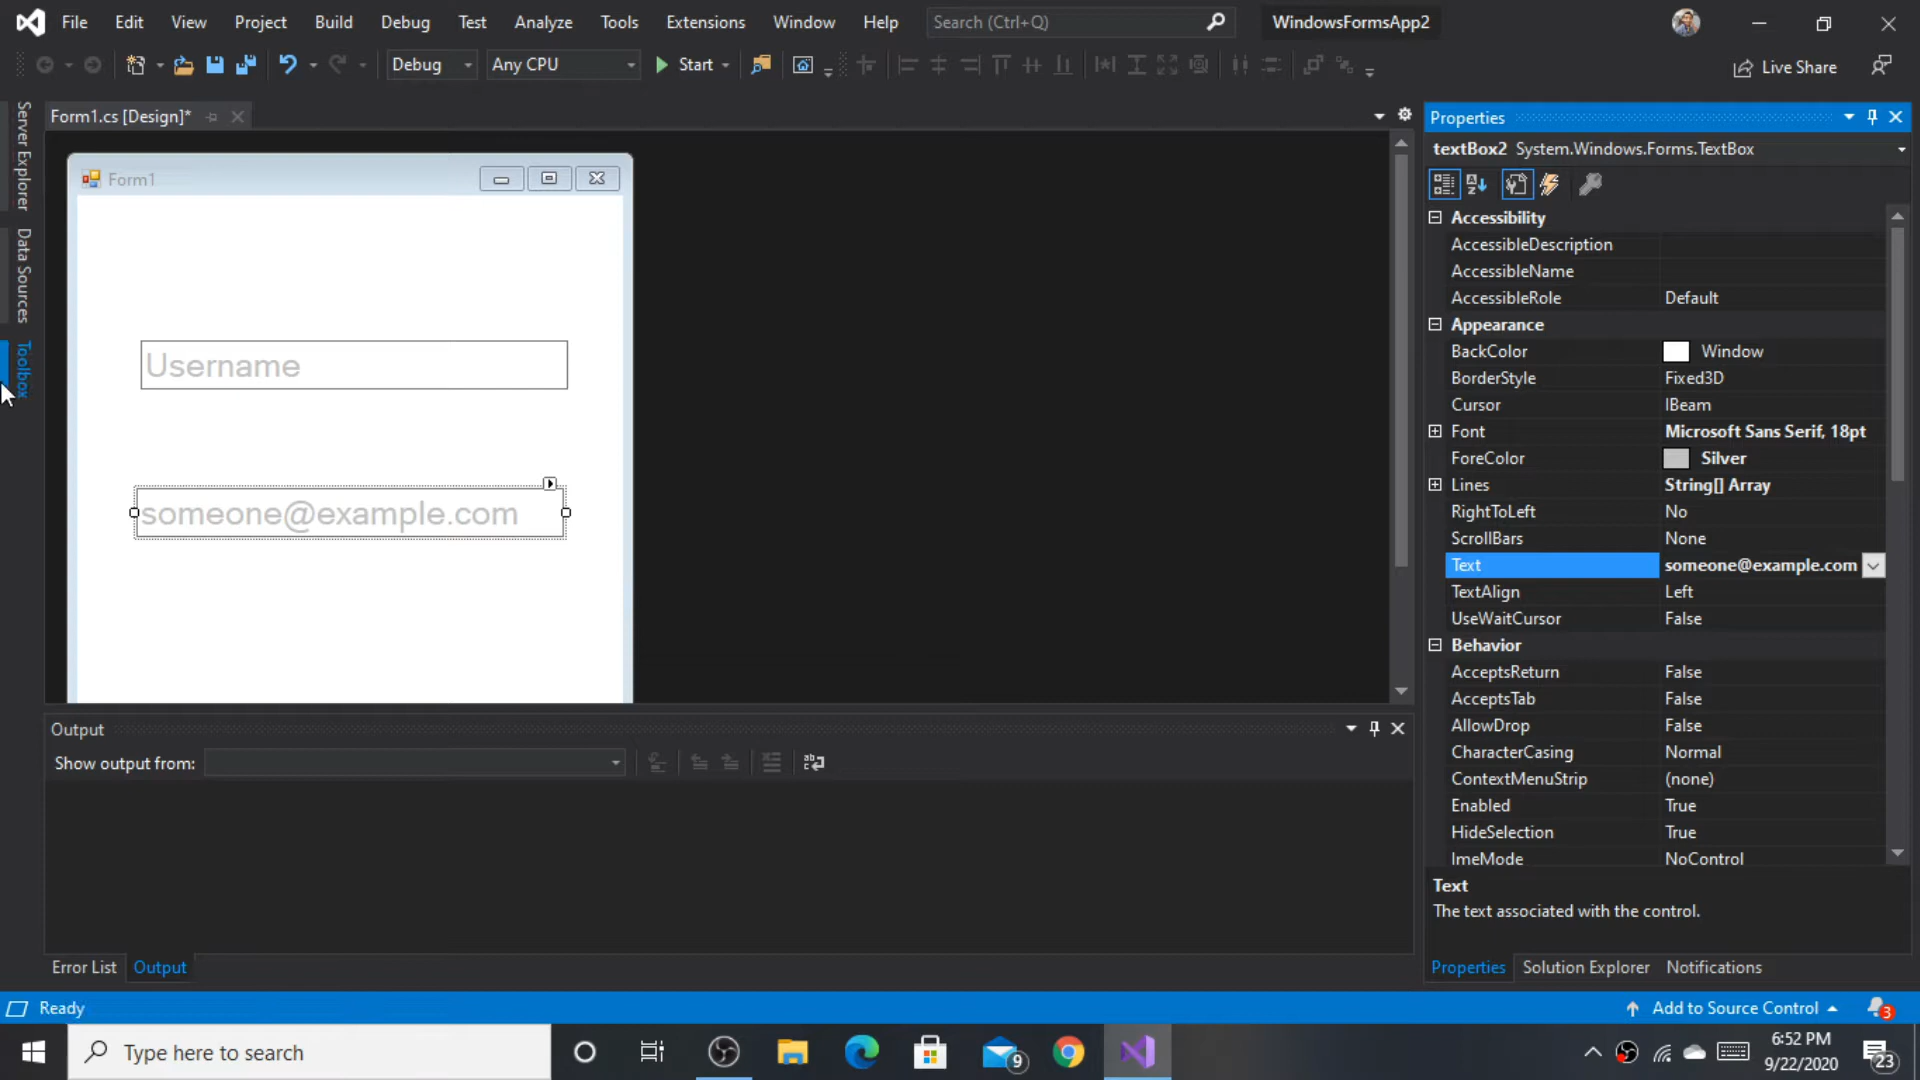 File Edit View Project Build Debug Test Analyze Tools Extensions Window Help Search (Ctrl+Q) WindowsFormsApp2
Debug Any CPU Start Live Share
Server Explorer
Data Sources
Toolbox
Form1.cs [Design]*
Form1
Username
someone@example.com
Output
Show output from:
Error List Output
Properties
textBox2 System.Windows.Forms.TextBox
Accessibility
AccessibleDescription
AccessibleName
AccessibleRole Default
Appearance
BackColor Window
BorderStyle Fixed3D
Cursor IBeam
Font Microsoft Sans Serif, 18pt
ForeColor Silver
Lines String[] Array
RightToLeft No
ScrollBars None
Text someone@example.com
TextAlign Left
UseWaitCursor False
Behavior
AcceptsReturn False
AcceptsTab False
AllowDrop False
CharacterCasing Normal
ContextMenuStrip (none)
Enabled True
HideSelection True
ImeMode NoControl
Text
The text associated with the control.
Properties Solution Explorer Notifications
Ready Add to Source Control 3
Type here to search 9
6:52 PM
9/22/2020
23